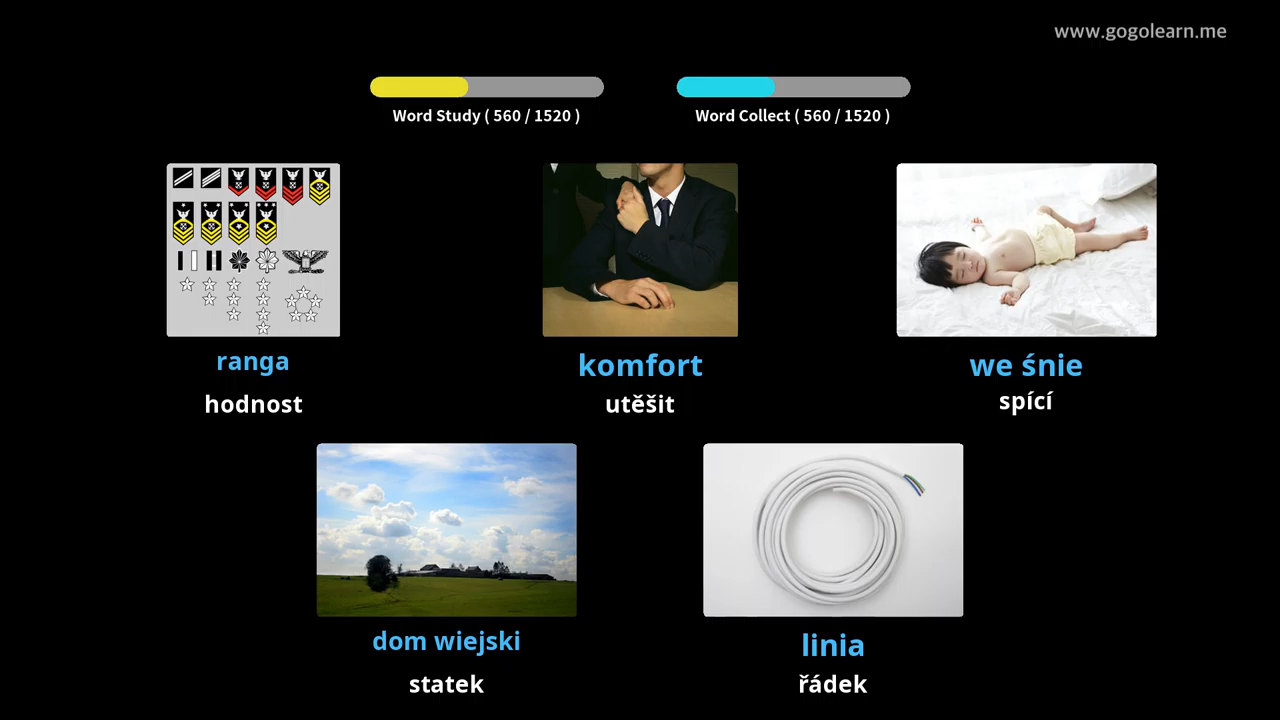 www.gogolearn.me
Word Study ( 560 / 1520 )
Word Collect ( 560 / 1520 )
ranga
hodnost
komfort
utěšit
we śnie
spící
dom wiejski
statek
linia
řádek